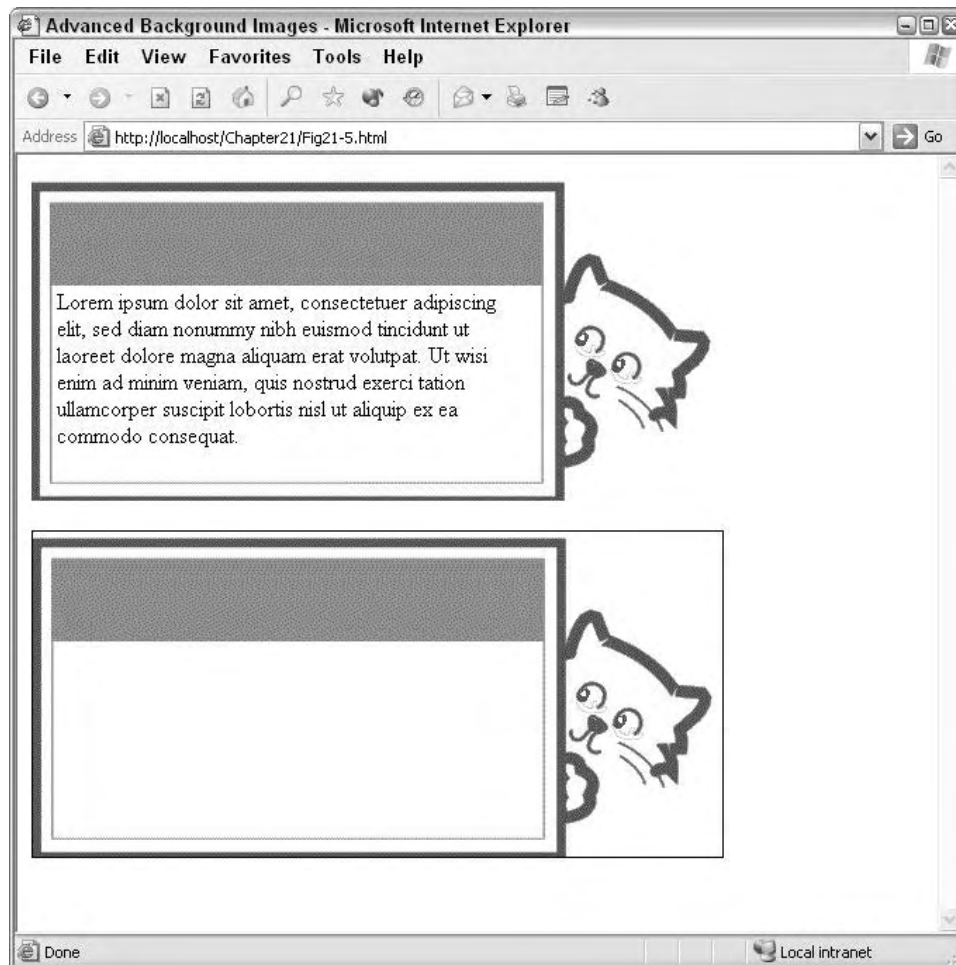 Advanced Background Images - Microsoft Internet Explorer
File Edit View Favorites Tools Help
Address http://localhost/Chapter21/Fig21-5.html Go
Lorem ipsum dolor sit amet, consectetuer adipiscing
elit, sed diam nonummy nibh euismod tincidunt ut
laoreet dolore magna aliquam erat volutpat. Ut wisi
enim ad minim veniam, quis nostrud exerci tation
ullamcorper suscipit lobortis nisl ut aliquip ex ea
commodo consequat.
Done Local intranet